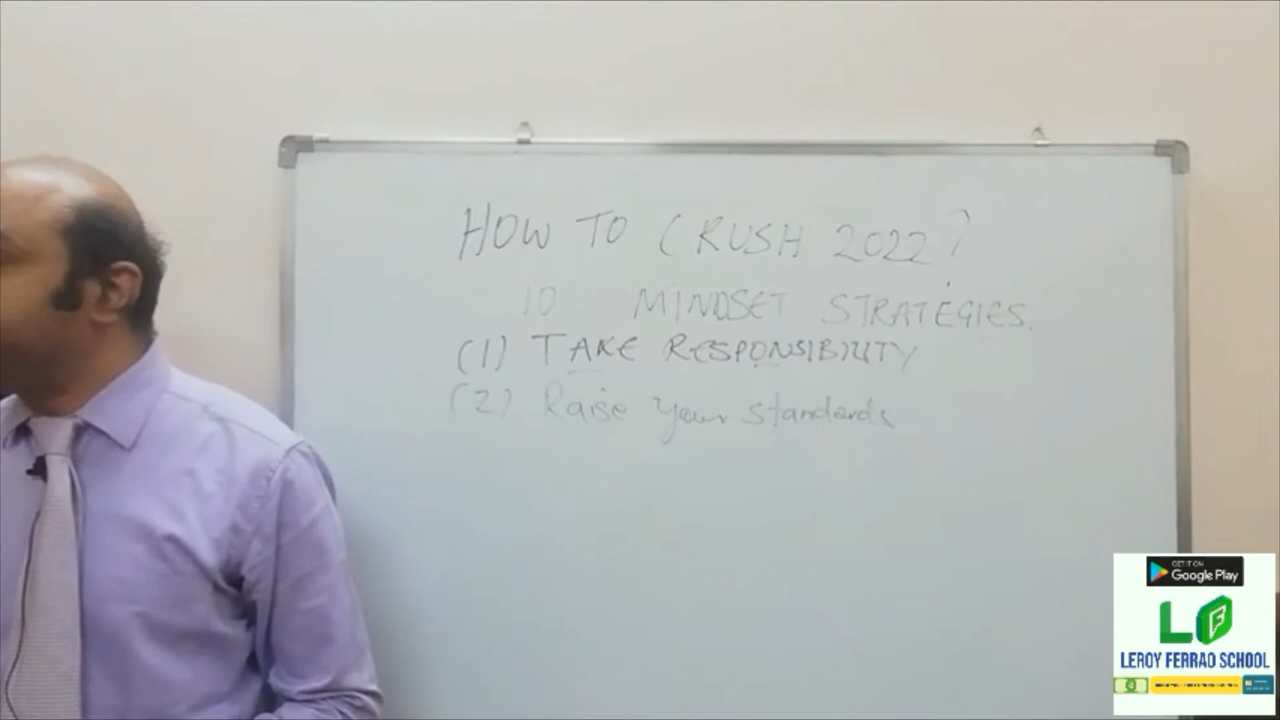 HOW TO CRUSH 2022?
10 MINDSET STRATEGIES.
(1) TAKE RESPONSIBILITY
(2) Raise your standards
GET IT ON
Google Play
LF
LEROY FERRAO SCHOOL